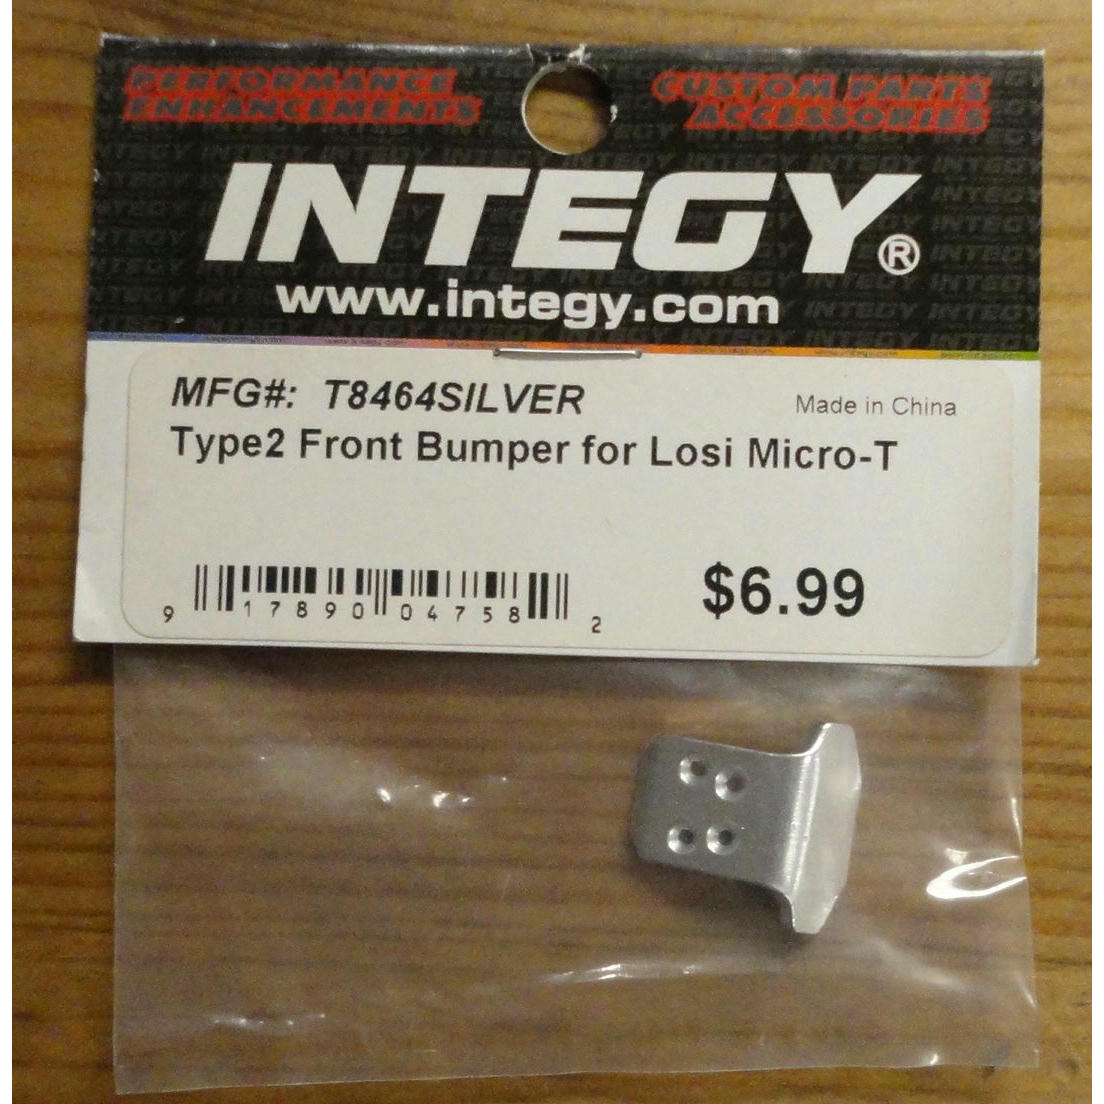 PERFORMANCE
ENHANCEMENTS
CUSTOM PARTS
ACCESSORIES
INTEGY®
www.integy.com
MFG#: T8464SILVER
Made in China
Type2 Front Bumper for Losi Micro-T
$6.99
9 17890 04758 2